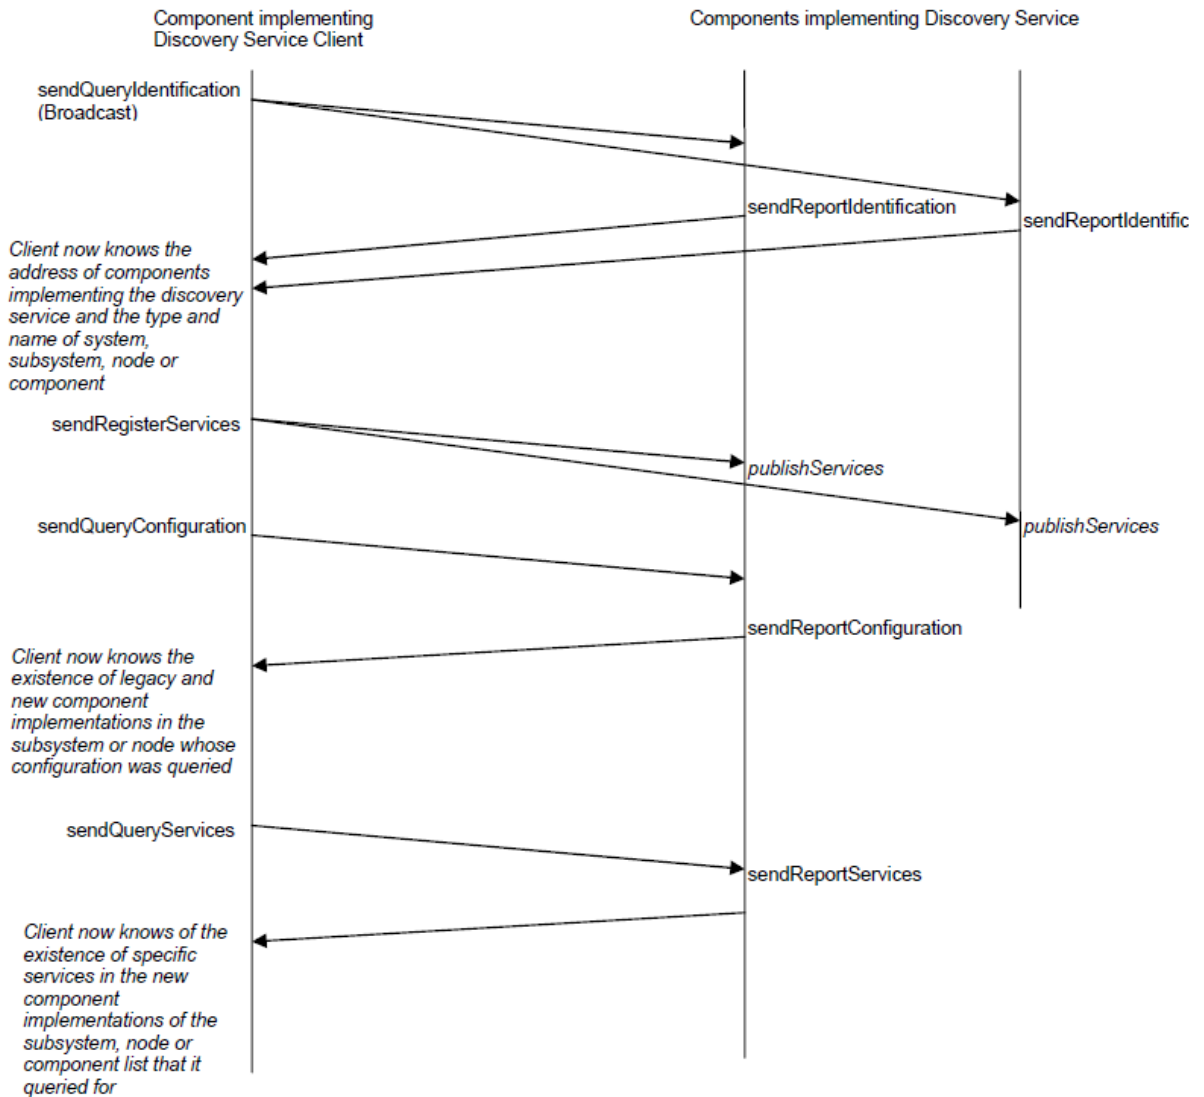 Component implementing
Discovery Service Client
Components implementing Discovery Service
sendQueryIdentification
(Broadcast)
sendReportIdentification
sendReportIdentific
Client now knows the
address of components
implementing the discovery
service and the type and
name of system,
subsystem, node or
component
sendRegisterServices
publishServices
sendQueryConfiguration
publishServices
sendReportConfiguration
Client now knows the
existence of legacy and
new component
implementations in the
subsystem or node whose
configuration was queried
sendQueryServices
sendReportServices
Client now knows of the
existence of specific
services in the new
component
implementations of the
subsystem, node or
component list that it
queried for